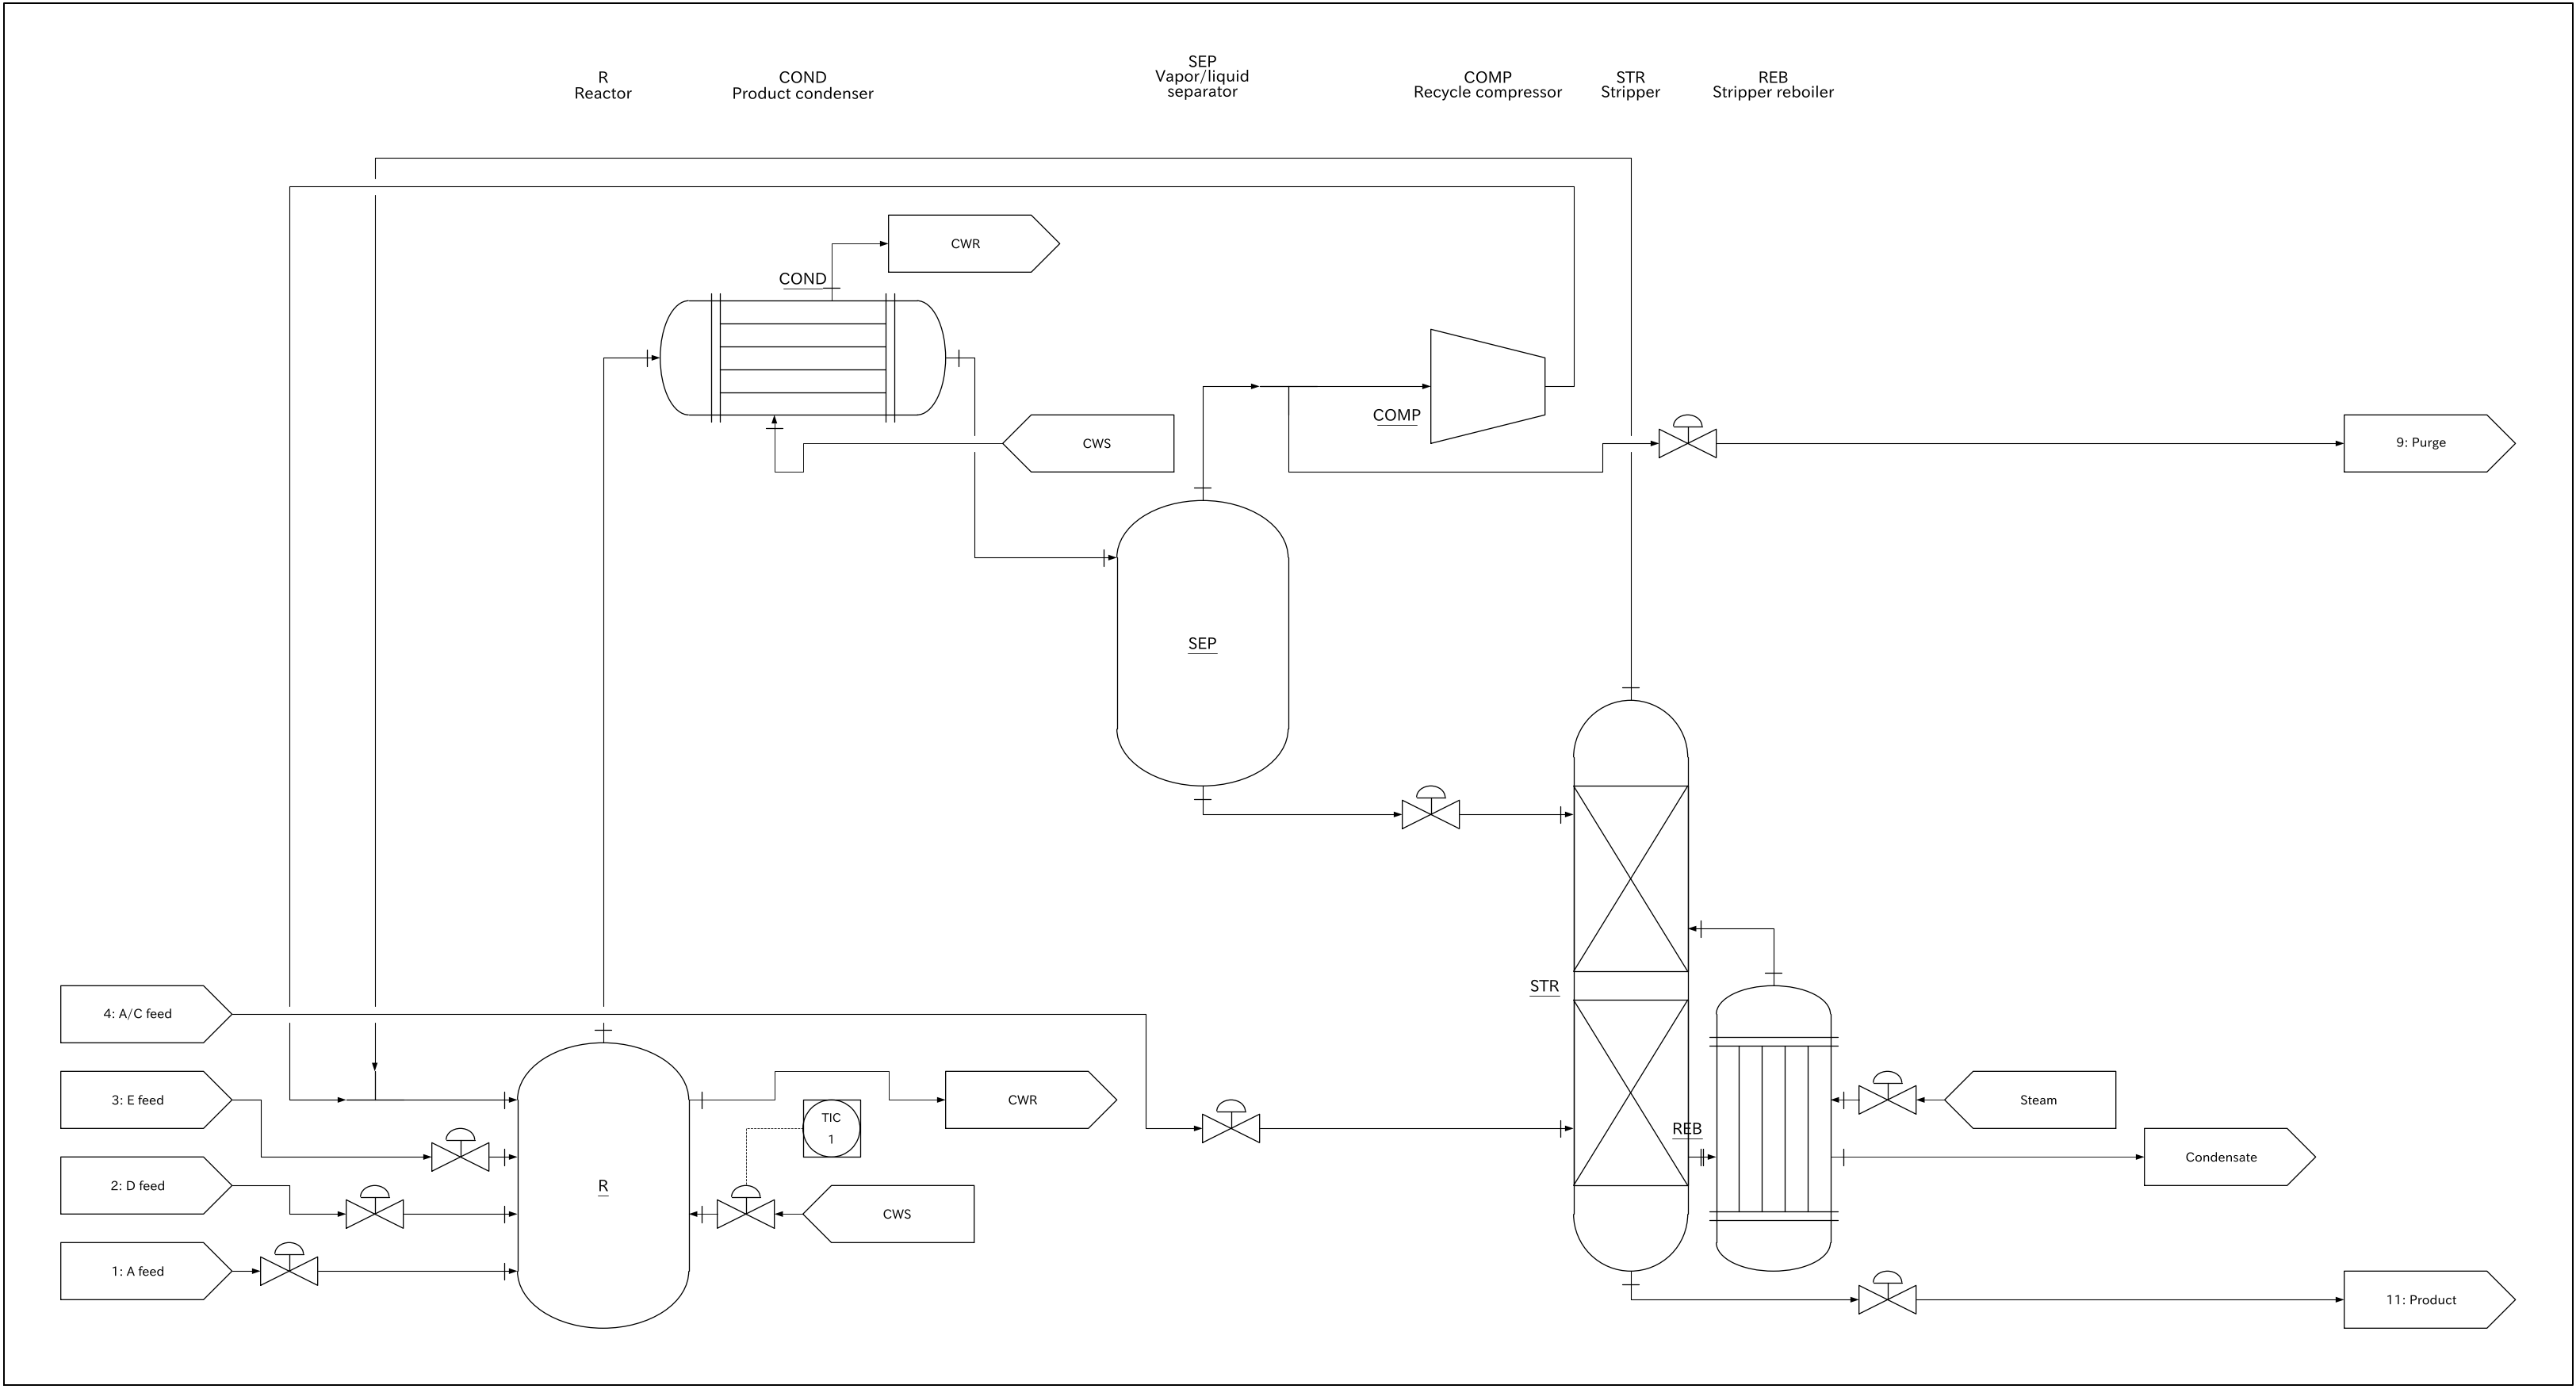 R
Reactor
COND
Product condenser
SEP
Vapor/liquid
separator
COMP
Recycle compressor
STR
Stripper
REB
Stripper reboiler
CWR
COND
COMP
CWS
9: Purge
SEP
STR
4: A/C feed
3: E feed
CWR
TIC
1
REB
Steam
Condensate
2: D feed
R
CWS
1: A feed
11: Product